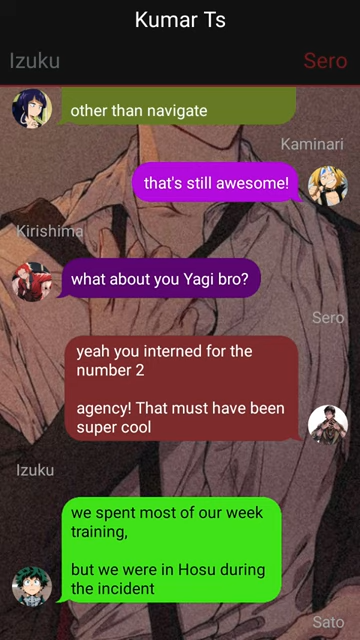 Kumar Ts
Izuku
Sero
other than navigate
Kaminari
that's still awesome!
Kirishima
what about you Yagi bro?
Sero
yeah you interned for the
number 2
agency! That must have been
super cool
Izuku
we spent most of our week
training,
but we were in Hosu during
the incident
Sato